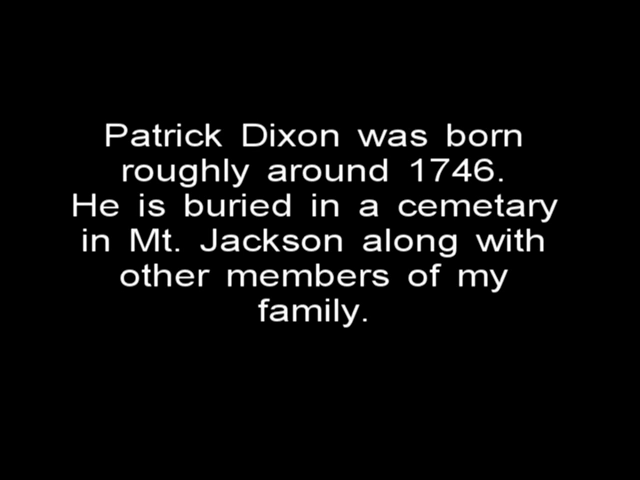 Patrick Dixon was born
roughly around 1746.
He is buried in a cemetary
in Mt. Jackson along with
other members of my
family.